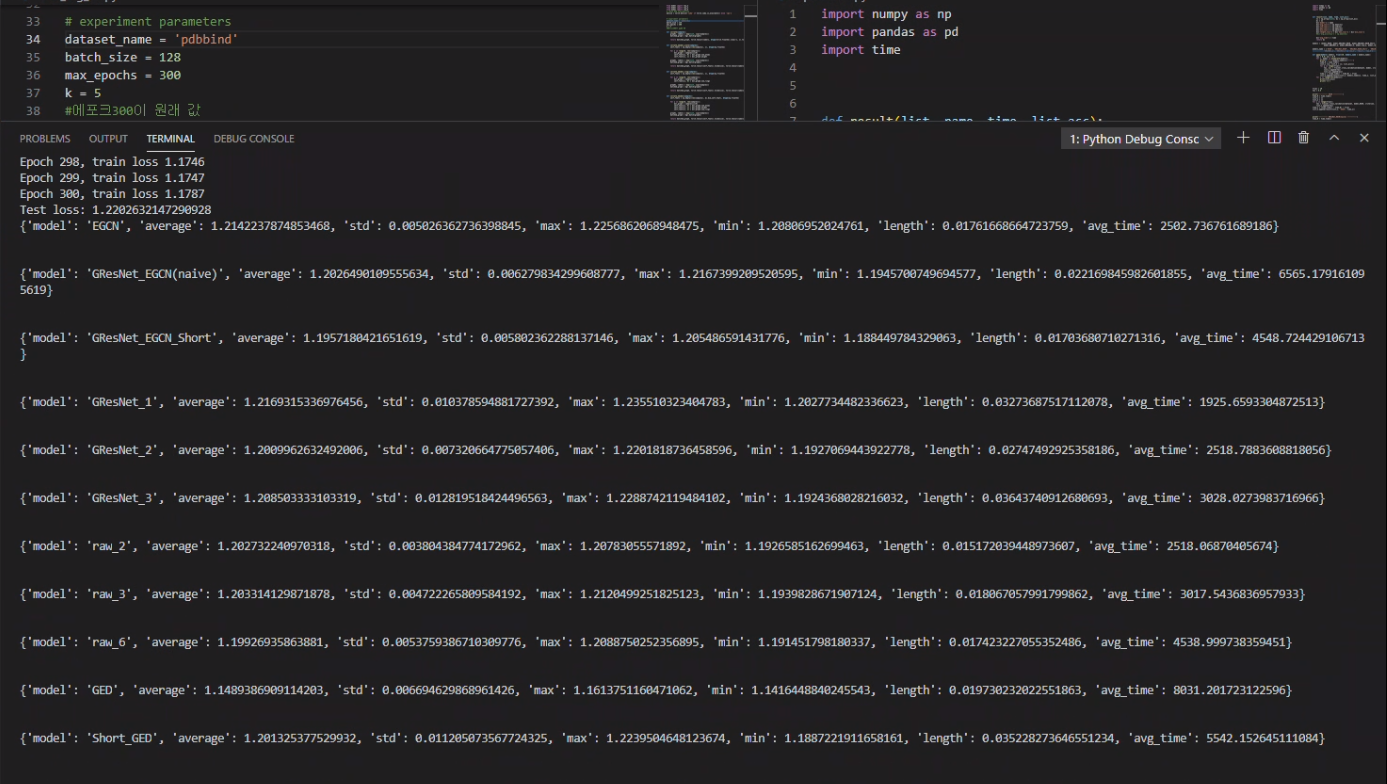 33 # experiment parameters
34 dataset_name = 'pdbbind'
35 batch_size = 128
36 max_epochs = 300
37 k = 5
38 #에포크300이 원래 값
1 import numpy as np
2 import pandas as pd
3 import time
4
5
6
PROBLEMS OUTPUT TERMINAL DEBUG CONSOLE 1: Python Debug Consc
Epoch 298, train loss 1.1746
Epoch 299, train loss 1.1747
Epoch 300, train loss 1.1787
Test loss: 1.2202632147290928
{'model': 'EGCN', 'average': 1.2142237874853468, 'std': 0.005026362736398845, 'max': 1.2256862068948475, 'min': 1.20806952024761, 'length': 0.01761668664723759, 'avg_time': 2502.736761689186}
{'model': 'GResNet_EGCN(naive)', 'average': 1.2026490109555634, 'std': 0.006279834299608777, 'max': 1.2167399209520595, 'min': 1.1945700749694577, 'length': 0.022169845982601855, 'avg_time': 6565.17916109
5619}
{'model': 'GResNet_EGCN_Short', 'average': 1.1957180421651619, 'std': 0.005802362288137146, 'max': 1.205486591431776, 'min': 1.188449784329063, 'length': 0.01703680710271316, 'avg_time': 4548.724429106713
}
{'model': 'GResNet_1', 'average': 1.2169315336976456, 'std': 0.010378594881727392, 'max': 1.235510323404783, 'min': 1.2027734482336623, 'length': 0.03273687517112078, 'avg_time': 1925.6593304872513}
{'model': 'GResNet_2', 'average': 1.2009962632492006, 'std': 0.007320664775057406, 'max': 1.2201818736458596, 'min': 1.1927069443922778, 'length': 0.02747492925358186, 'avg_time': 2518.7883608818056}
{'model': 'GResNet_3', 'average': 1.208503333103319, 'std': 0.012819518424496563, 'max': 1.2288742119484102, 'min': 1.1924368028216032, 'length': 0.03643740912680693, 'avg_time': 3028.0273983716966}
{'model': 'raw_2', 'average': 1.202732240970318, 'std': 0.003804384774172962, 'max': 1.20783055571892, 'min': 1.1926585162699463, 'length': 0.015172039448973607, 'avg_time': 2518.06870405674}
{'model': 'raw_3', 'average': 1.203314129871878, 'std': 0.004722265809584192, 'max': 1.2120499251825123, 'min': 1.1939828671907124, 'length': 0.018067057991799862, 'avg_time': 3017.5436836957933}
{'model': 'raw_6', 'average': 1.19926935863881, 'std': 0.0053759386710309776, 'max': 1.2088750252356895, 'min': 1.191451798180337, 'length': 0.017423227055352486, 'avg_time': 4538.999738359451}
{'model': 'GED', 'average': 1.1489386909114203, 'std': 0.006694629868961426, 'max': 1.1613751160471062, 'min': 1.1416448840245543, 'length': 0.019730232022551863, 'avg_time': 8031.201723122596}
{'model': 'Short_GED', 'average': 1.201325377529932, 'std': 0.011205073567724325, 'max': 1.2239504648123674, 'min': 1.1887221911658161, 'length': 0.035228273646551234, 'avg_time': 5542.152645111084}